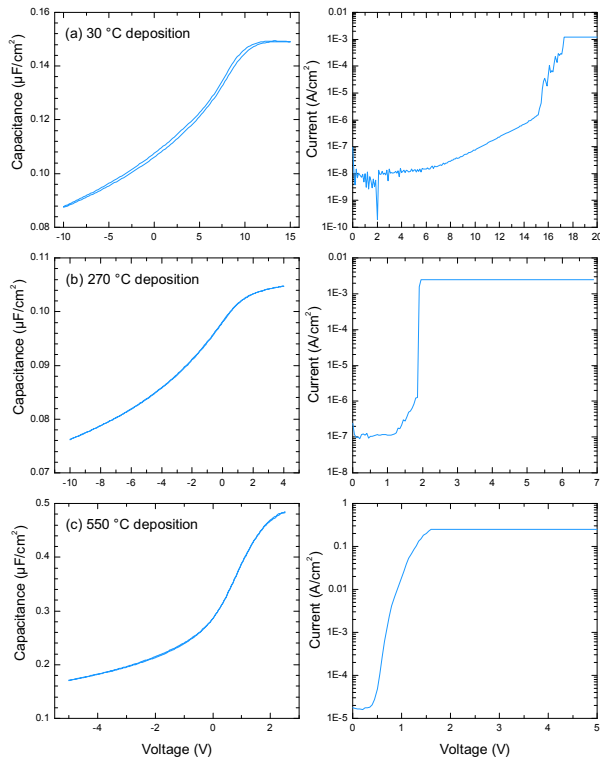 (a) 30 °C deposition
Capacitance (µF/cm²)
0.16
0.14
0.12
0.10
0.08
-10 -5 0 5 10 15
Current (A/cm²)
1E-3
1E-4
1E-5
1E-6
1E-7
1E-8
1E-9
1E-10
0 2 4 6 8 10 12 14 16 18 20
(b) 270 °C deposition
Capacitance (µF/cm²)
0.11
0.10
0.09
0.08
0.07
-10 -8 -6 -4 -2 0 2 4
Current (A/cm²)
0.01
1E-3
1E-4
1E-5
1E-6
1E-7
1E-8
0 1 2 3 4 5 6 7
(c) 550 °C deposition
Capacitance (µF/cm²)
0.5
0.4
0.3
0.2
0.1
-4 -2 0 2
Voltage (V)
Current (A/cm²)
1
0.1
0.01
1E-3
1E-4
1E-5
0 1 2 3 4 5
Voltage (V)